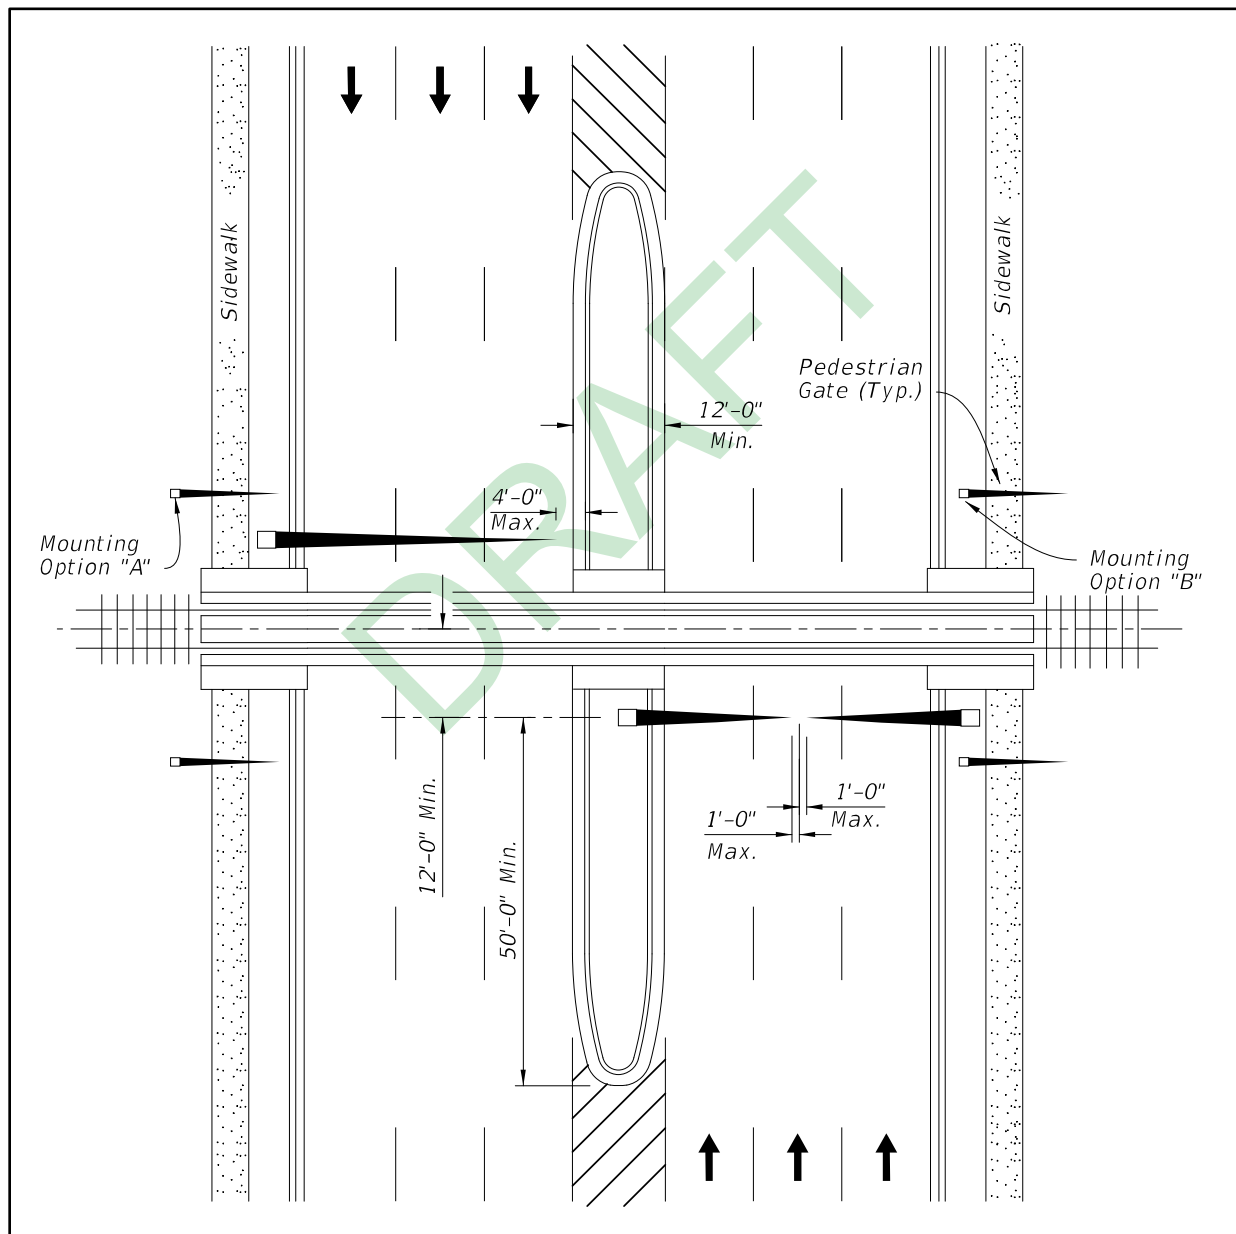 Sidewalk
Sidewalk
Pedestrian
Gate (Typ.)
12'-0"
Min.
4'-0"
Max.
Mounting
Option "A"
Mounting
Option "B"
DRAFT
12'-0" Min.
50'-0" Min.
1'-0"
Max.
1'-0"
Max.